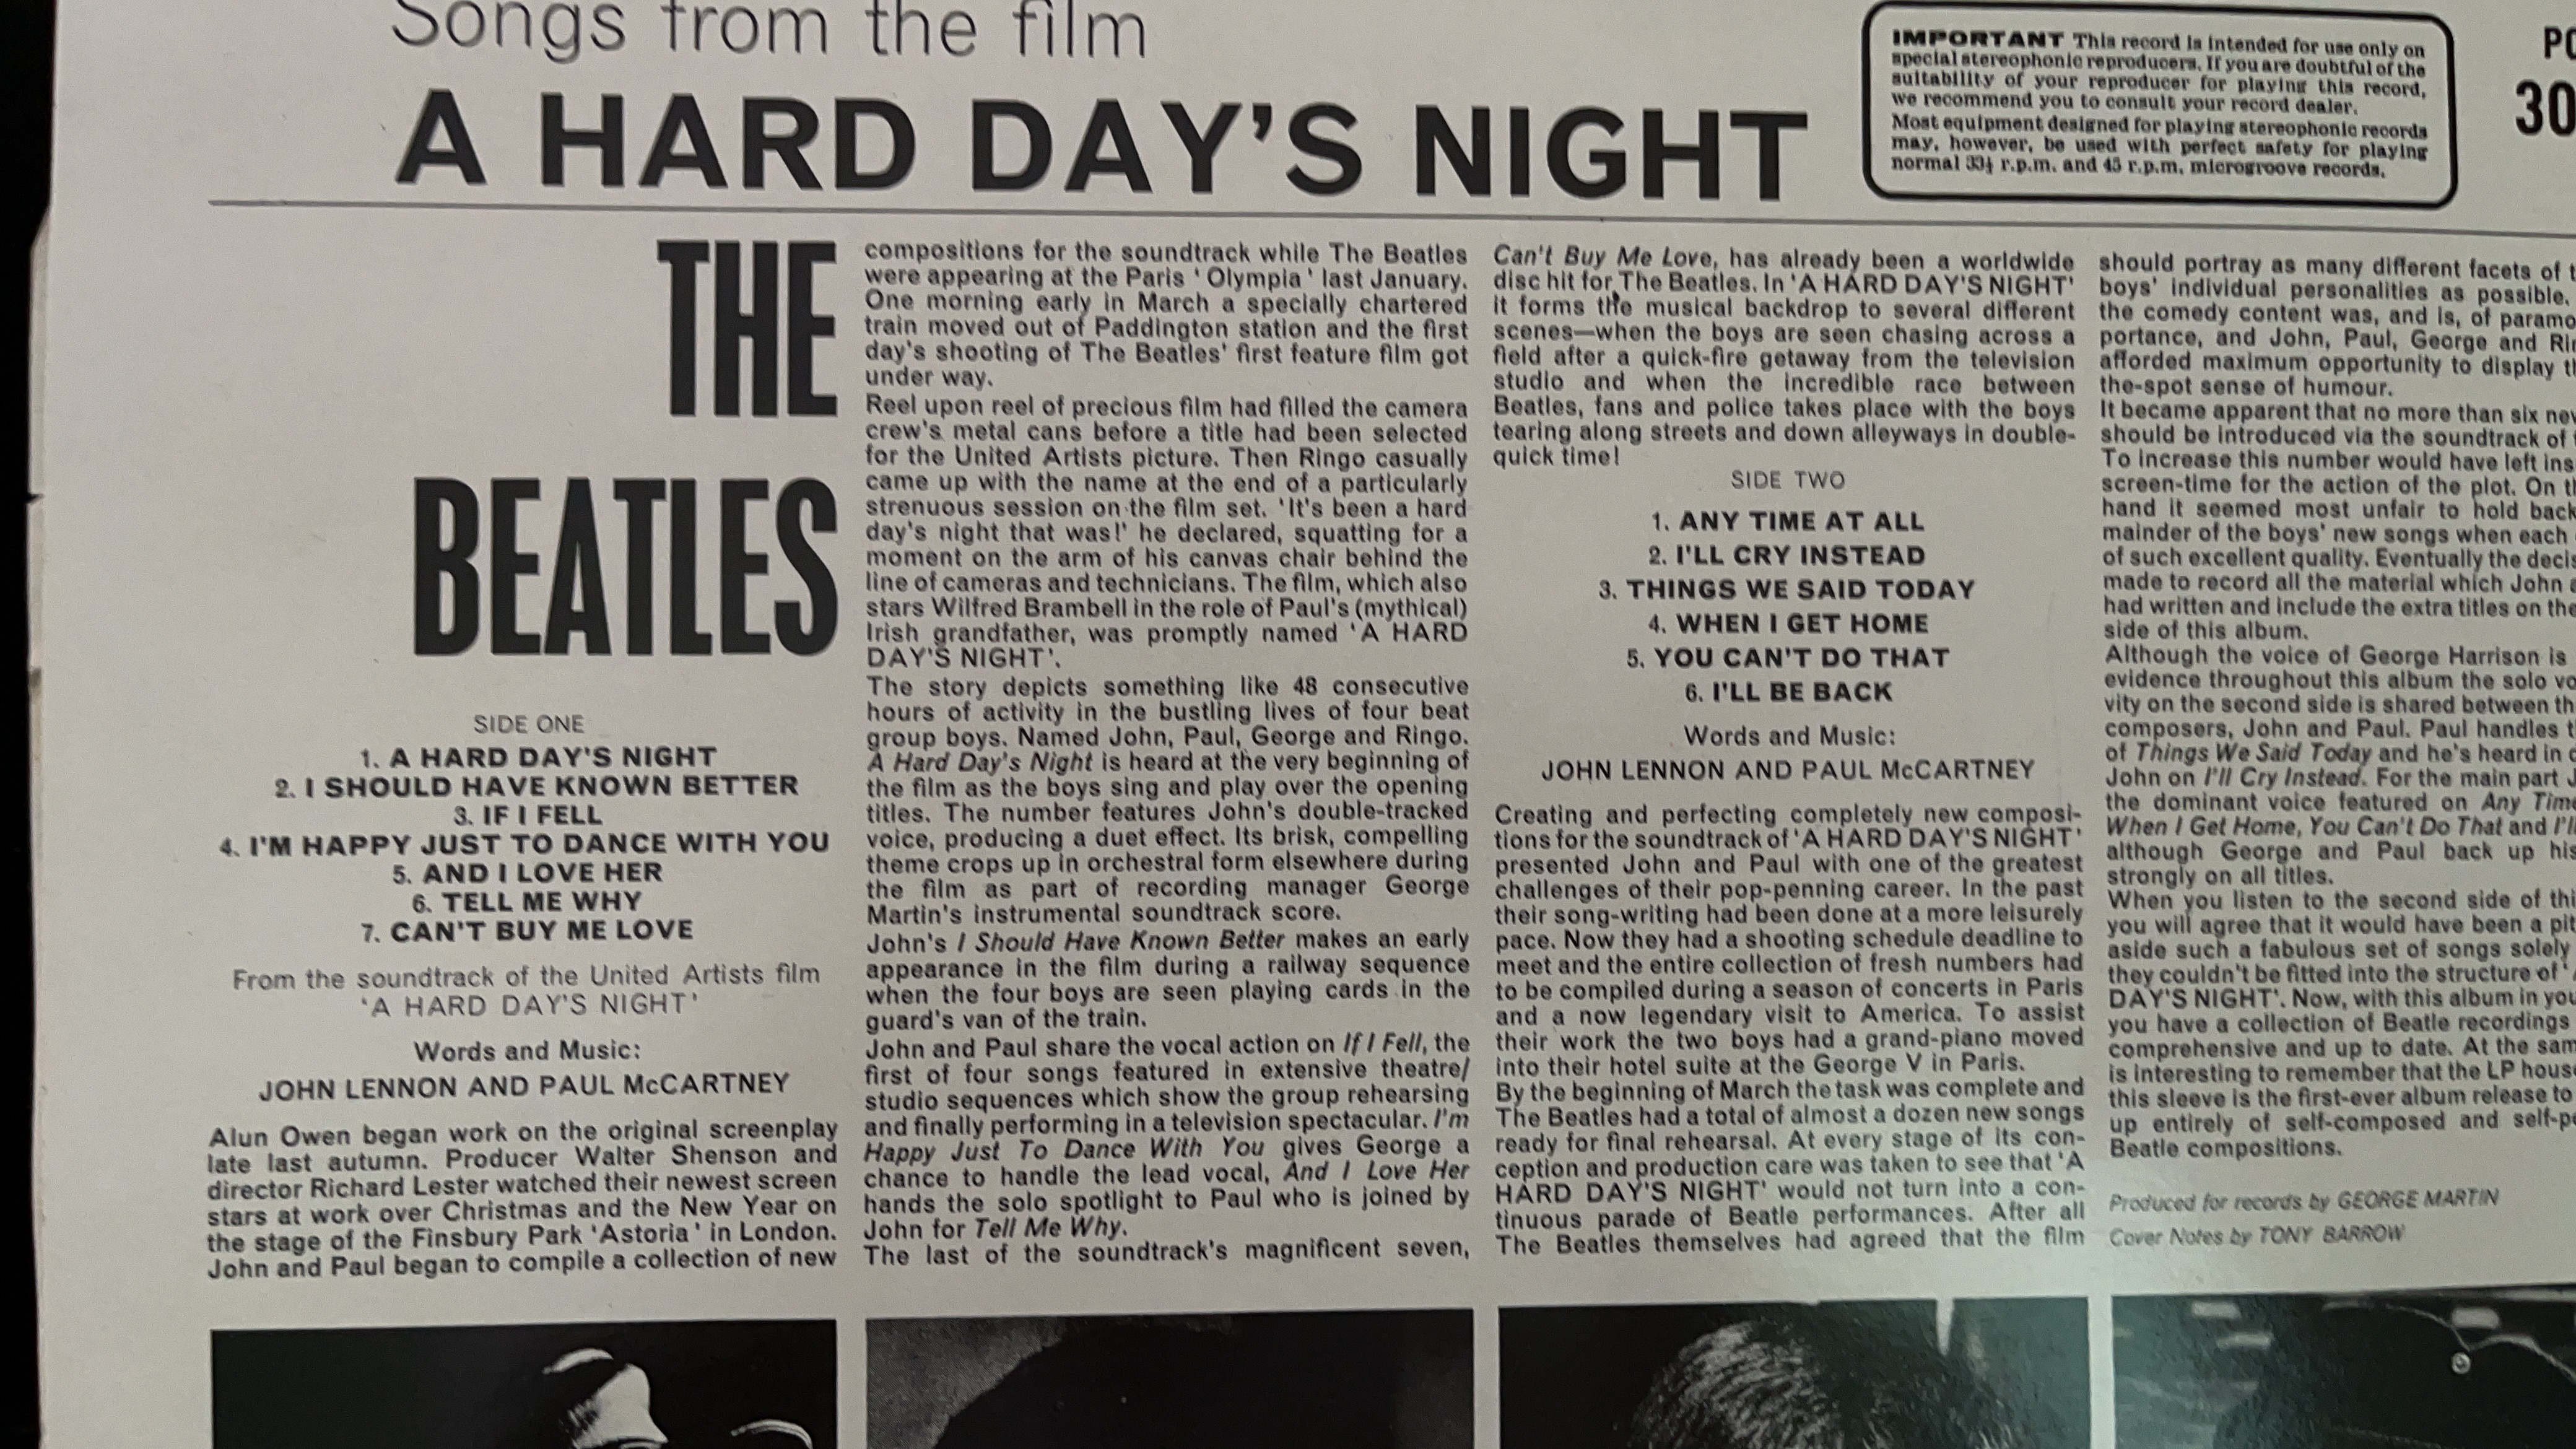 Songs from the film
A HARD DAY'S NIGHT
IMPORTANT This record is intended for use only on
special stereophonic reproducers. If you are doubtful of the
suitability of your reproducer for playing this record,
we recommend you to consult your record dealer.
Most equipment designed for playing stereophonic records
may, however, be used with perfect safety for playing
normal 33⅓ r.p.m. and 45 r.p.m. microgroove records.
30
THE
BEATLES
SIDE ONE
1. A HARD DAY'S NIGHT
2. I SHOULD HAVE KNOWN BETTER
3. IF I FELL
4. I'M HAPPY JUST TO DANCE WITH YOU
5. AND I LOVE HER
6. TELL ME WHY
7. CAN'T BUY ME LOVE
From the soundtrack of the United Artists film
'A HARD DAY'S NIGHT'
Words and Music:
JOHN LENNON AND PAUL McCARTNEY
Alun Owen began work on the original screenplay
late last autumn. Producer Walter Shenson and
director Richard Lester watched their newest screen
stars at work over Christmas and the New Year on
the stage of the Finsbury Park 'Astoria' in London.
John and Paul began to compile a collection of new
compositions for the soundtrack while The Beatles
were appearing at the Paris 'Olympia' last January.
One morning early in March a specially chartered
train moved out of Paddington station and the first
day's shooting of The Beatles' first feature film got
under way.
Reel upon reel of precious film had filled the camera
crew's metal cans before a title had been selected
for the United Artists picture. Then Ringo casually
came up with the name at the end of a particularly
strenuous session on the film set. 'It's been a hard
day's night that was!' he declared, squatting for a
moment on the arm of his canvas chair behind the
line of cameras and technicians. The film, which also
stars Wilfred Brambell in the role of Paul's (mythical)
Irish grandfather, was promptly named 'A HARD
DAY'S NIGHT'.
The story depicts something like 48 consecutive
hours of activity in the bustling lives of four beat
group boys. Named John, Paul, George and Ringo.
A Hard Day's Night is heard at the very beginning of
the film as the boys sing and play over the opening
titles. The number features John's double-tracked
voice, producing a duet effect. Its brisk, compelling
theme crops up in orchestral form elsewhere during
the film as part of recording manager George
Martin's instrumental soundtrack score.
John's I Should Have Known Better makes an early
appearance in the film during a railway sequence
when the four boys are seen playing cards in the
guard's van of the train.
John and Paul share the vocal action on If I Fell, the
first of four songs featured in extensive theatre/
studio sequences which show the group rehearsing
and finally performing in a television spectacular. I'm
Happy Just To Dance With You gives George a
chance to handle the lead vocal, And I Love Her
hands the solo spotlight to Paul who is joined by
John for Tell Me Why.
The last of the soundtrack's magnificent seven,
Can't Buy Me Love, has already been a worldwide
disc hit for The Beatles. In 'A HARD DAY'S NIGHT'
it forms the musical backdrop to several different
scenes—when the boys are seen chasing across a
field after a quick-fire getaway from the television
studio and when the incredible race between
Beatles, fans and police takes place with the boys
tearing along streets and down alleyways in double-
quick time!
SIDE TWO
1. ANY TIME AT ALL
2. I'LL CRY INSTEAD
3. THINGS WE SAID TODAY
4. WHEN I GET HOME
5. YOU CAN'T DO THAT
6. I'LL BE BACK
Words and Music:
JOHN LENNON AND PAUL McCARTNEY
Creating and perfecting completely new composi-
tions for the soundtrack of 'A HARD DAY'S NIGHT'
presented John and Paul with one of the greatest
challenges of their pop-penning career. In the past
their song-writing had been done at a more leisurely
pace. Now they had a shooting schedule deadline to
meet and the entire collection of fresh numbers had
to be compiled during a season of concerts in Paris
and a now legendary visit to America. To assist
their work the two boys had a grand-piano moved
into their hotel suite at the George V in Paris.
By the beginning of March the task was complete and
The Beatles had a total of almost a dozen new songs
ready for final rehearsal. At every stage of its con-
ception and production care was taken to see that 'A
HARD DAY'S NIGHT' would not turn into a con-
tinuous parade of Beatle performances. After all
The Beatles themselves had agreed that the film
should portray as many different facets of
boys' individual personalities as possible.
the comedy content was, and is, of
portance, and John, Paul, George and
afforded maximum opportunity to display
the-spot sense of humour.
It became apparent that no more than six
should be introduced via the soundtrack of
To increase this number would have left
screen-time for the action of the plot. On
hand it seemed most unfair to hold back
mainder of the boys' new songs when each
of such excellent quality. Eventually the
made to record all the material which John
had written and include the extra titles on the
side of this album.
Although the voice of George Harrison is
evidence throughout this album the solo
vity on the second side is shared between
composers, John and Paul. Paul handles
of Things We Said Today and he's heard in
John on I'll Cry Instead. For the main part
the dominant voice featured on Any Time
When I Get Home, You Can't Do That and
although George and Paul back up his
strongly on all titles.
When you listen to the second side of
you will agree that it would have been a
aside such a fabulous set of songs solely
they couldn't be fitted into the structure of
DAY'S NIGHT'. Now, with this album in
you have a collection of Beatle recordings
comprehensive and up to date. At the
is interesting to remember that the LP
this sleeve is the first-ever album release to
up entirely of self-composed and
Beatle compositions.
Produced for records by GEORGE MARTIN
Cover Notes by TONY BARROW